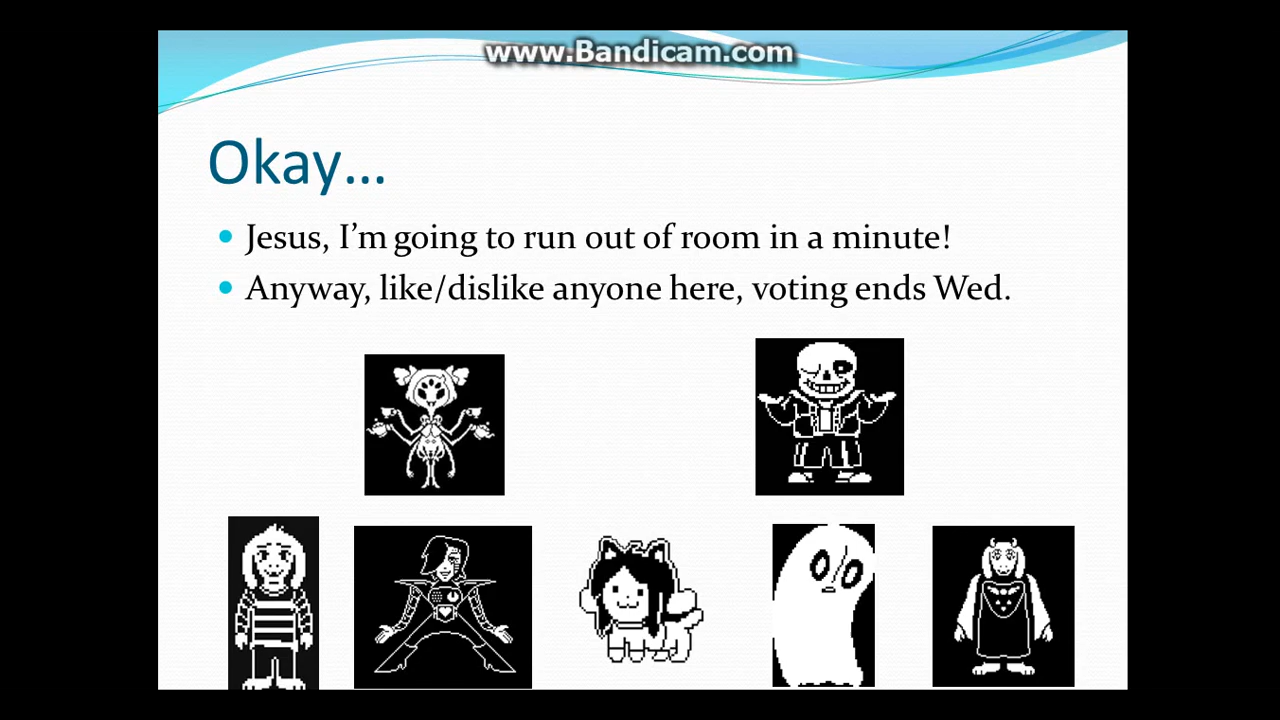 www.Bandicam.com
Okay...
Jesus, I'm going to run out of room in a minute!
Anyway, like/dislike anyone here, voting ends Wed.